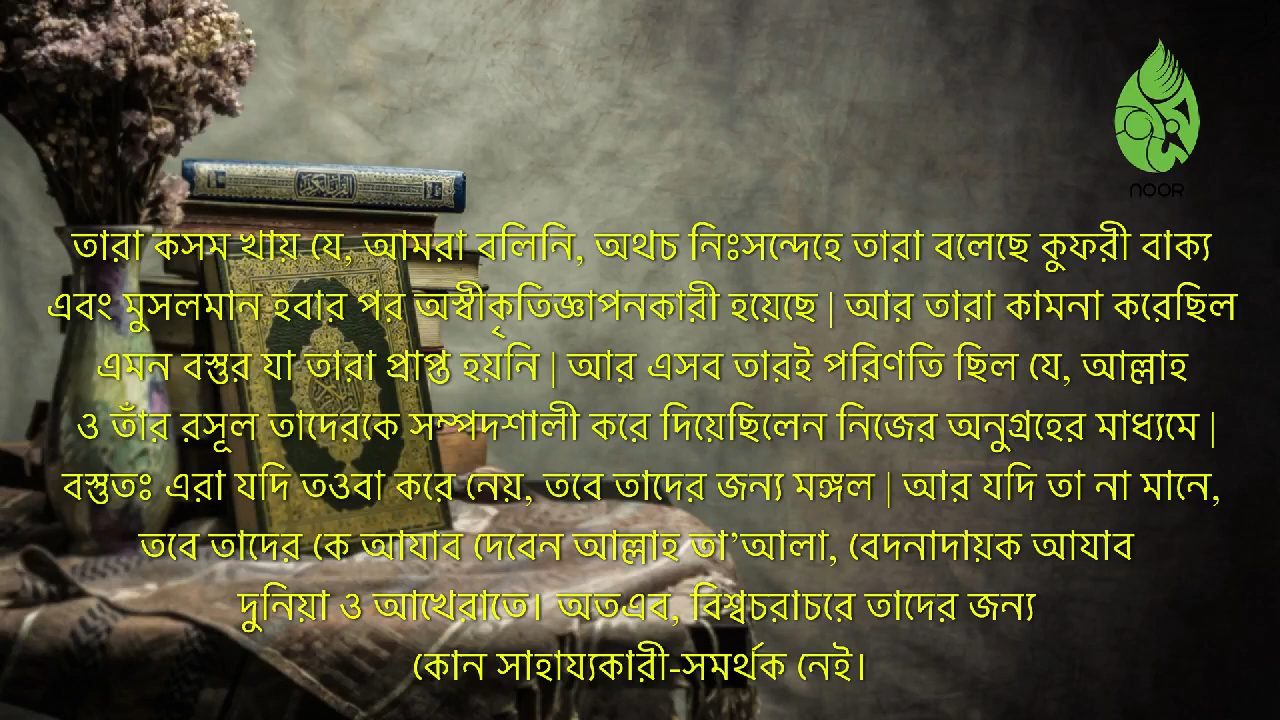 NOOR
তারা কসম খায় যে, আমরা বলিনি, অথচ নিঃসন্দেহে তারা বলেছে কুফরী বাক্য
এবং মুসলমান হবার পর অস্বীকৃতিজ্ঞাপনকারী হয়েছে | আর তারা কামনা করেছিল
এমন বস্তুর যা তারা প্রাপ্ত হয়নি | আর এসব তারই পরিণতি ছিল যে, আল্লাহ
ও তাঁর রসূল তাদেরকে সম্পদশালী করে দিয়েছিলেন নিজের অনুগ্রহের মাধ্যমে |
বস্তুতঃ এরা যদি তওবা করে নেয়, তবে তাদের জন্য মঙ্গল | আর যদি তা না মানে,
তবে তাদের কে আযাব দেবেন আল্লাহ তা’আলা, বেদনাদায়ক আযাব
দুনিয়া ও আখেরাতে। অতএব, বিশ্বচরাচরে তাদের জন্য
কোন সাহায্যকারী-সমর্থক নেই।